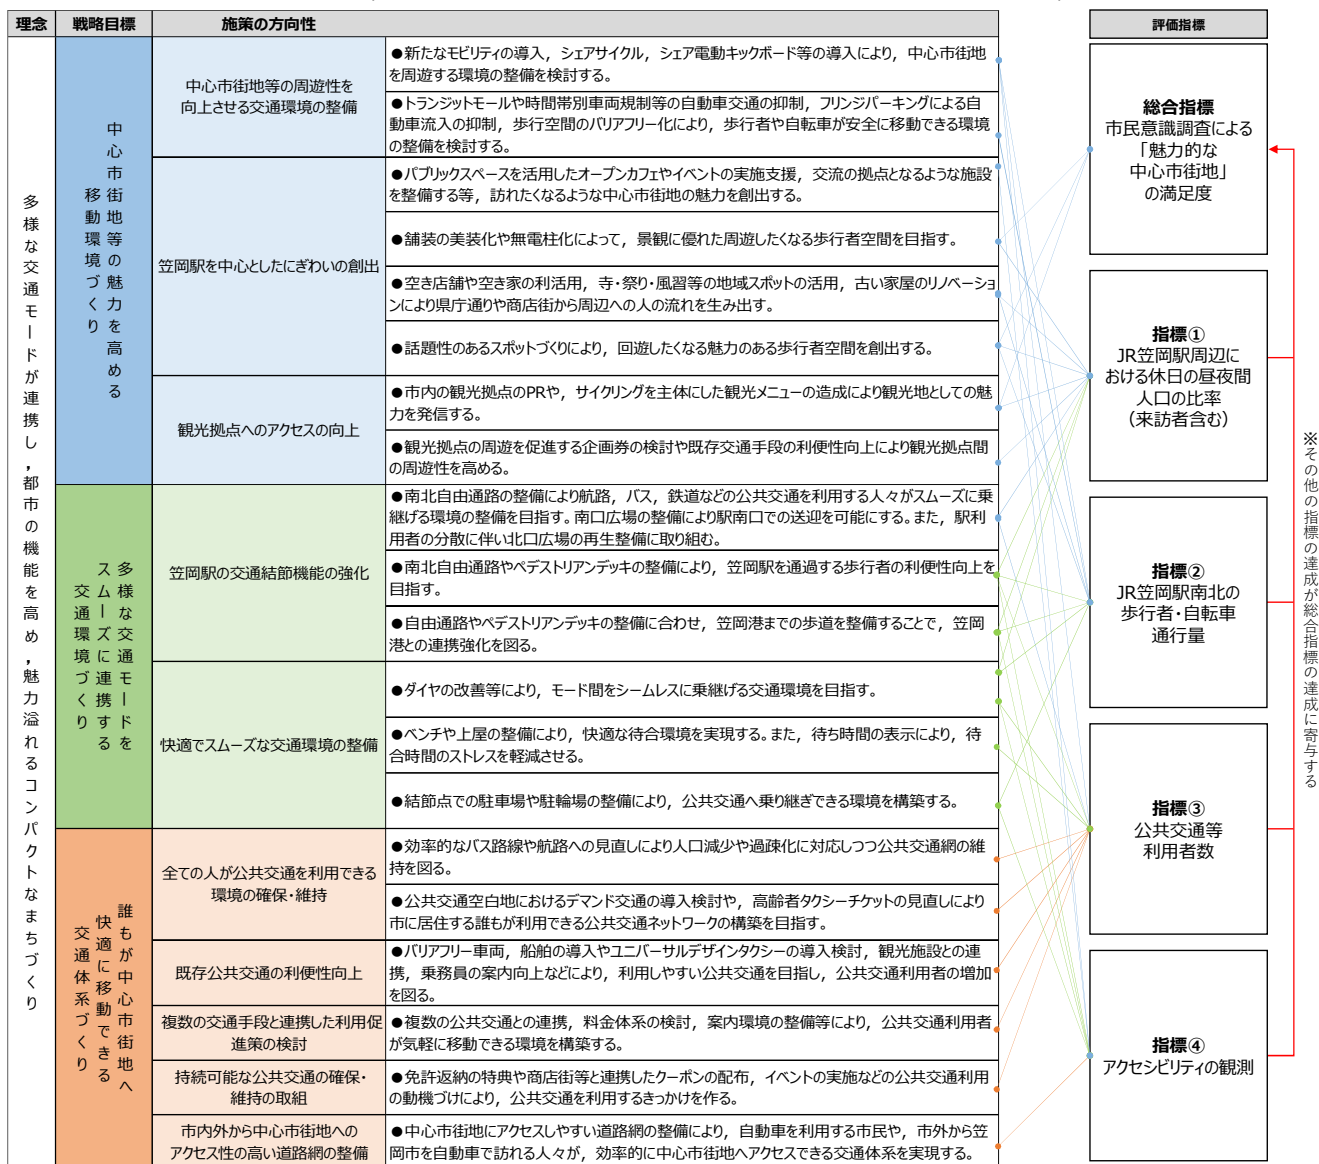 理念
戦略目標
施策の方向性
評価指標
多様な交通モードが連携し,都市の機能を高め,魅力溢れるコンパクトなまちづくり
中心市街地等の魅力を高める
移動環境づくり
中心市街地等の周遊性を
向上させる交通環境の整備
●新たなモビリティの導入，シェアサイクル，シェア電動キックボード等の導入により，中心市街地
を周遊する環境の整備を検討する。
●トランジットモールや時間帯別車両規制等の自動車交通の抑制，フリンジパーキングによる自
動車流入の抑制，歩行空間のバリアフリー化により，歩行者や自転車が安全に移動できる環境
の整備を検討する。
笠岡駅を中心としたにぎわいの創出
●パブリックスペースを活用したオープンカフェやイベントの実施支援，交流の拠点となるような施設
を整備する等，訪れたくなるような中心市街地の魅力を創出する。
●舗装の美装化や無電柱化によって，景観に優れた周遊したくなる歩行者空間を目指す。
●空き店舗や空き家の利活用，寺・祭り・風習等の地域スポットの活用，古い家屋のリノベーショ
ンにより県庁通りや商店街から周辺への人の流れを生み出す。
●話題性のあるスポットづくりにより，回遊したくなる魅力のある歩行者空間を創出する。
観光拠点へのアクセスの向上
●市内の観光拠点のPRや，サイクリングを主体にした観光メニューの造成により観光地としての魅
力を発信する。
●観光拠点の周遊を促進する企画券の検討や既存交通手段の利便性向上により観光拠点間
の周遊性を高める。
多様な交通モードを
スムーズに連携する
交通環境づくり
笠岡駅の交通結節機能の強化
●南北自由通路の整備により航路，バス，鉄道などの公共交通を利用する人々がスムーズに乗
継げる環境の整備を目指す。南口広場の整備により駅南口での送迎を可能にする。また，駅利
用者の分散に伴い北口広場の再生整備に取り組む。
●南北自由通路やペデストリアンデッキの整備により，笠岡駅を通過する歩行者の利便性向上を
目指す。
●自由通路やペデストリアンデッキの整備に合わせ，笠岡港までの歩道を整備することで，笠岡
港との連携強化を図る。
快適でスムーズな交通環境の整備
●ダイヤの改善等により，モード間をシームレスに乗継げる交通環境を目指す。
●ベンチや上屋の整備により，快適な待合環境を実現する。また，待ち時間の表示により，待
合時間のストレスを軽減させる。
●結節点での駐車場や駐輪場の整備により，公共交通へ乗り継ぎできる環境を構築する。
誰もが中心市街地へ
快適に移動できる
交通体系づくり
全ての人が公共交通を利用できる
環境の確保・維持
●効率的なバス路線や航路への見直しにより人口減少や過疎化に対応しつつ公共交通網の維
持を図る。
●公共交通空白地におけるデマンド交通の導入検討や，高齢者タクシーチケットの見直しにより
市に居住する誰もが利用できる公共交通ネットワークの構築を目指す。
既存公共交通の利便性向上
●バリアフリー車両，船舶の導入やユニバーサルデザインタクシーの導入検討，観光施設との連
携，乗務員の案内向上などにより，利用しやすい公共交通を目指し，公共交通利用者の増加
を図る。
複数の交通手段と連携した利用促
進策の検討
●複数の公共交通との連携，料金体系の検討，案内環境の整備等により，公共交通利用者
が気軽に移動できる環境を構築する。
持続可能な公共交通の確保・
維持の取組
●免許返納の特典や商店街等と連携したクーポンの配布，イベントの実施などの公共交通利用
の動機づけにより，公共交通を利用するきっかけを作る。
市内外から中心市街地への
アクセス性の高い道路網の整備
●中心市街地にアクセスしやすい道路網の整備により，自動車を利用する市民や，市外から笠
岡市を自動車で訪れる人々が，効率的に中心市街地へアクセスできる交通体系を実現する。
総合指標
市民意識調査による
「魅力的な
中心市街地」
の満足度
指標①
JR笠岡駅周辺に
おける休日の昼夜間
人口の比率
（来訪者含む）
指標②
JR笠岡駅南北の
歩行者・自転車
通行量
指標③
公共交通等
利用者数
指標④
アクセシビリティの観測
※その他の指標の達成が総合指標の達成に寄与する